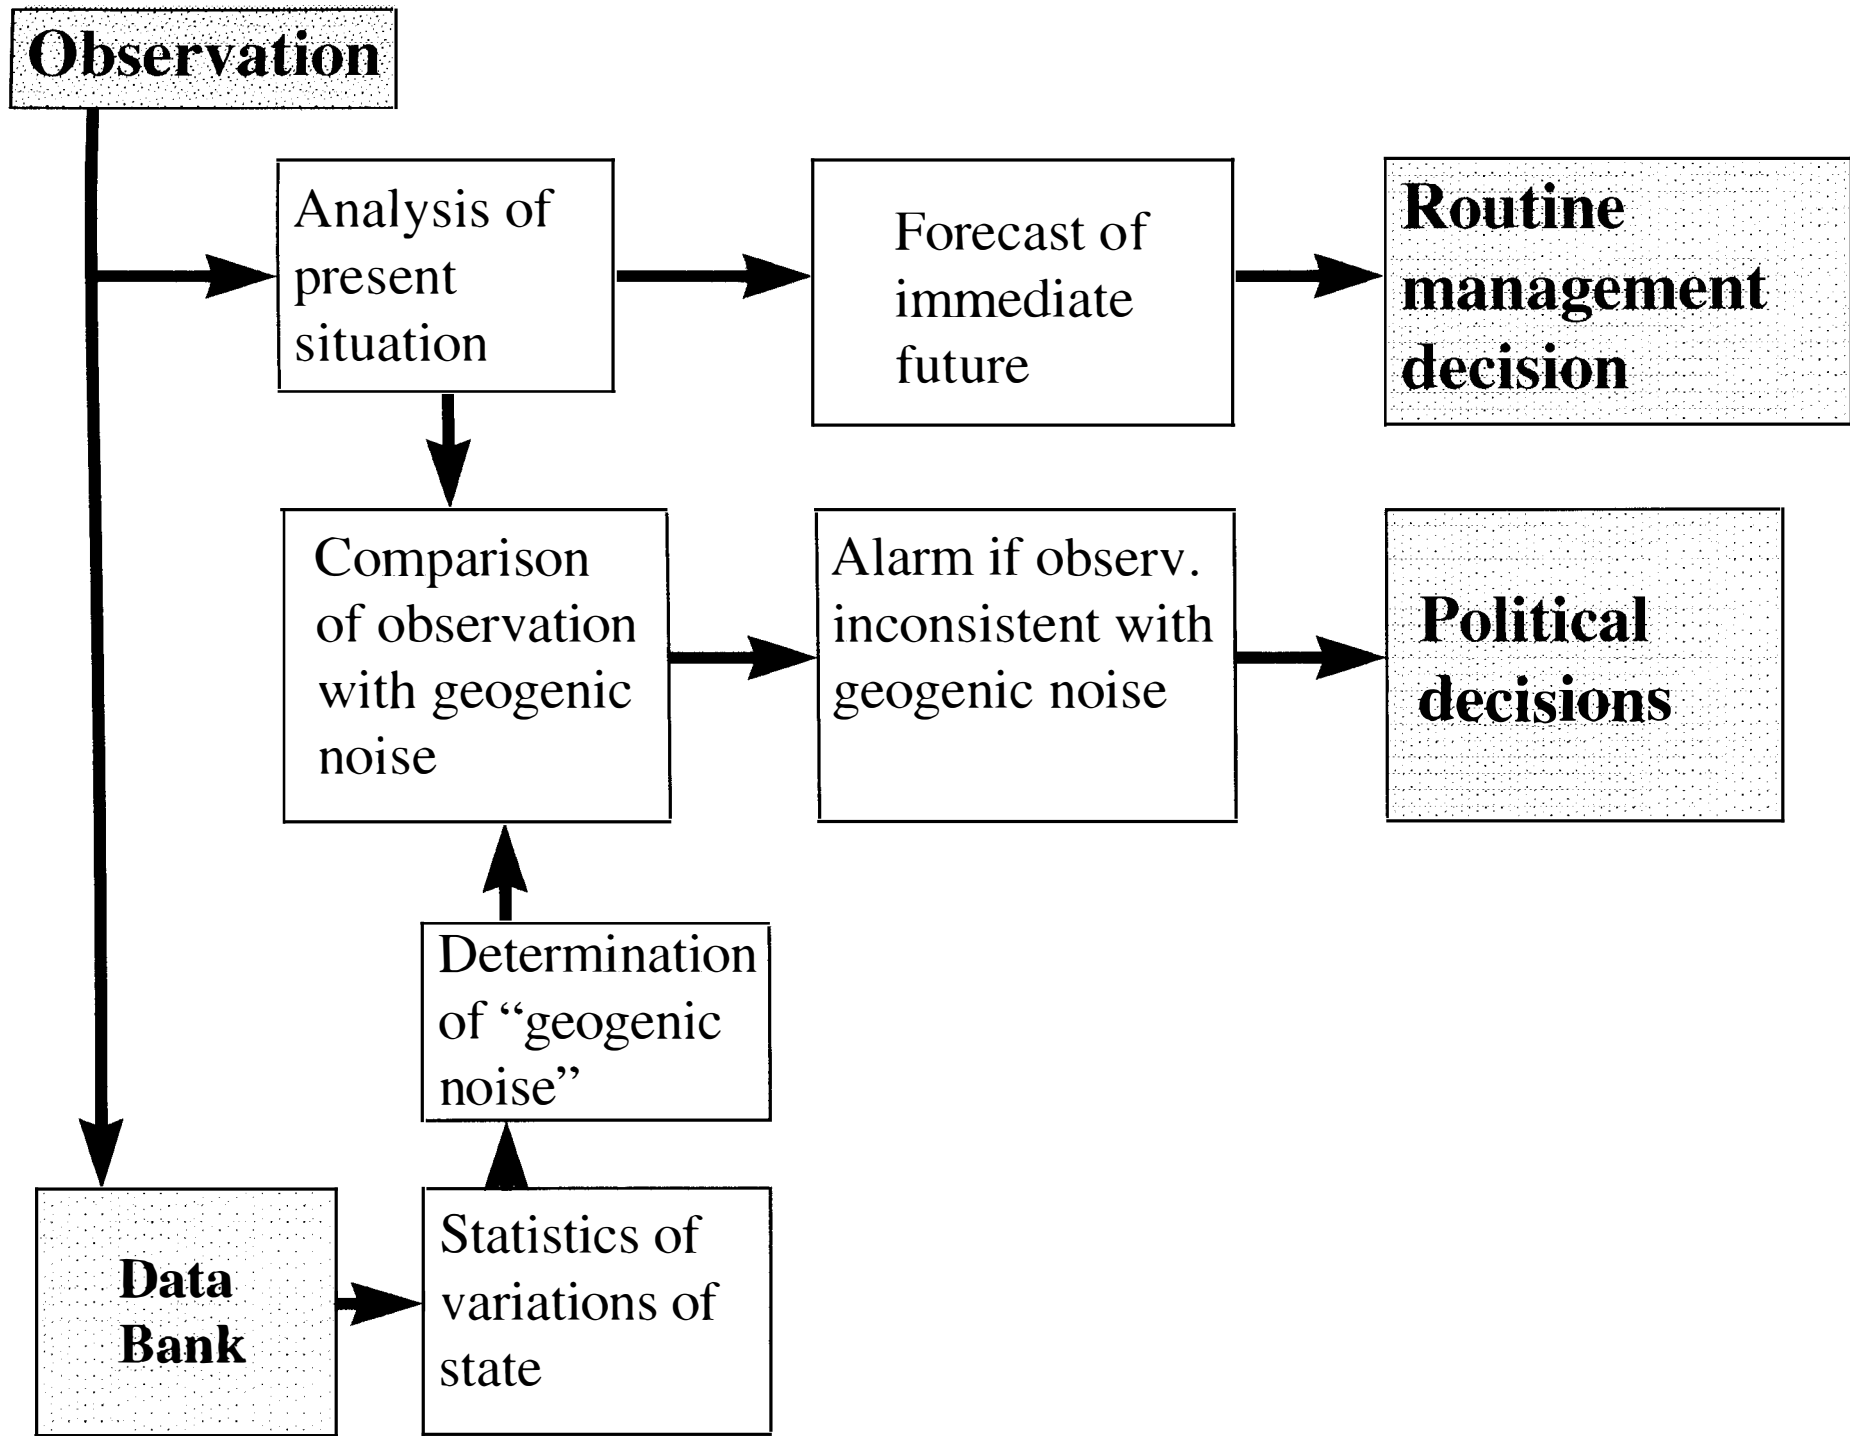 Observation
Analysis of
present
situation
Forecast of
immediate
future
Routine
management
decision
Comparison
of observation
with geogenic
noise
Alarm if observ.
inconsistent with
geogenic noise
Political
decisions
Determination
of “geogenic
noise”
Data
Bank
Statistics of
variations of
state